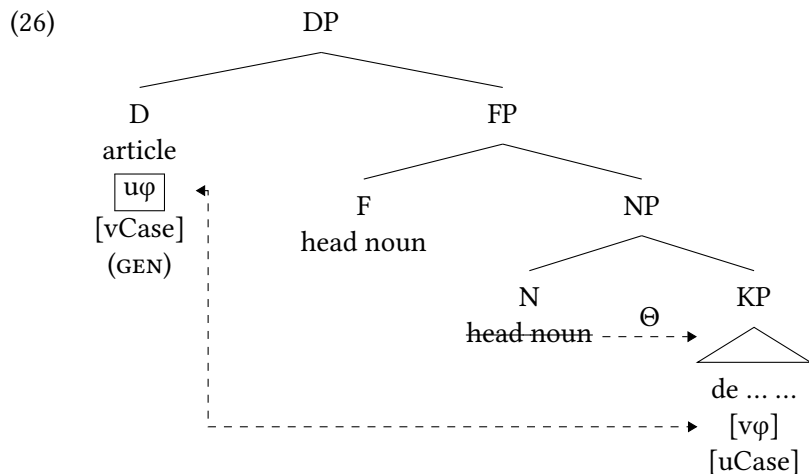 (26) DP
D FP
article
uφ F NP
[vCase] head noun
(GEN)
N KP
head noun Θ
de … …
[vφ]
[uCase]